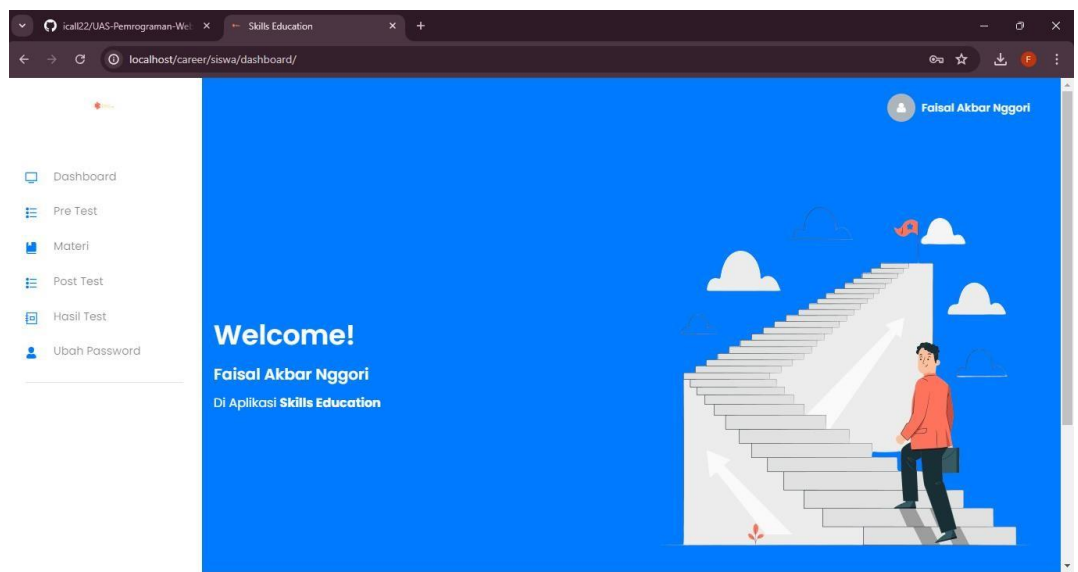 icall22/UAS-Pemrograman-Web
Skills Education
localhost/career/siswa/dashboard/
F
Faisal Akbar Nggori
Dashboard
Pre Test
Materi
Post Test
Hasil Test
Ubah Password
Welcome!
Faisal Akbar Nggori
Di Aplikasi Skills Education